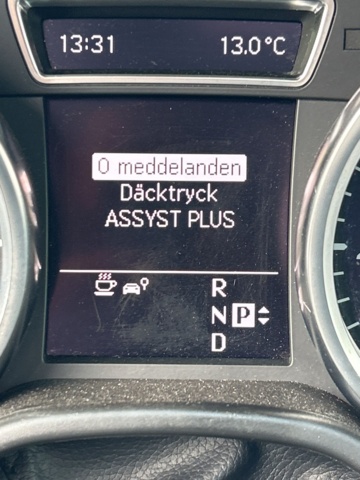 13:31 13.0°C
0 meddelanden
Däcktryck
ASSYST PLUS
R
N P
D